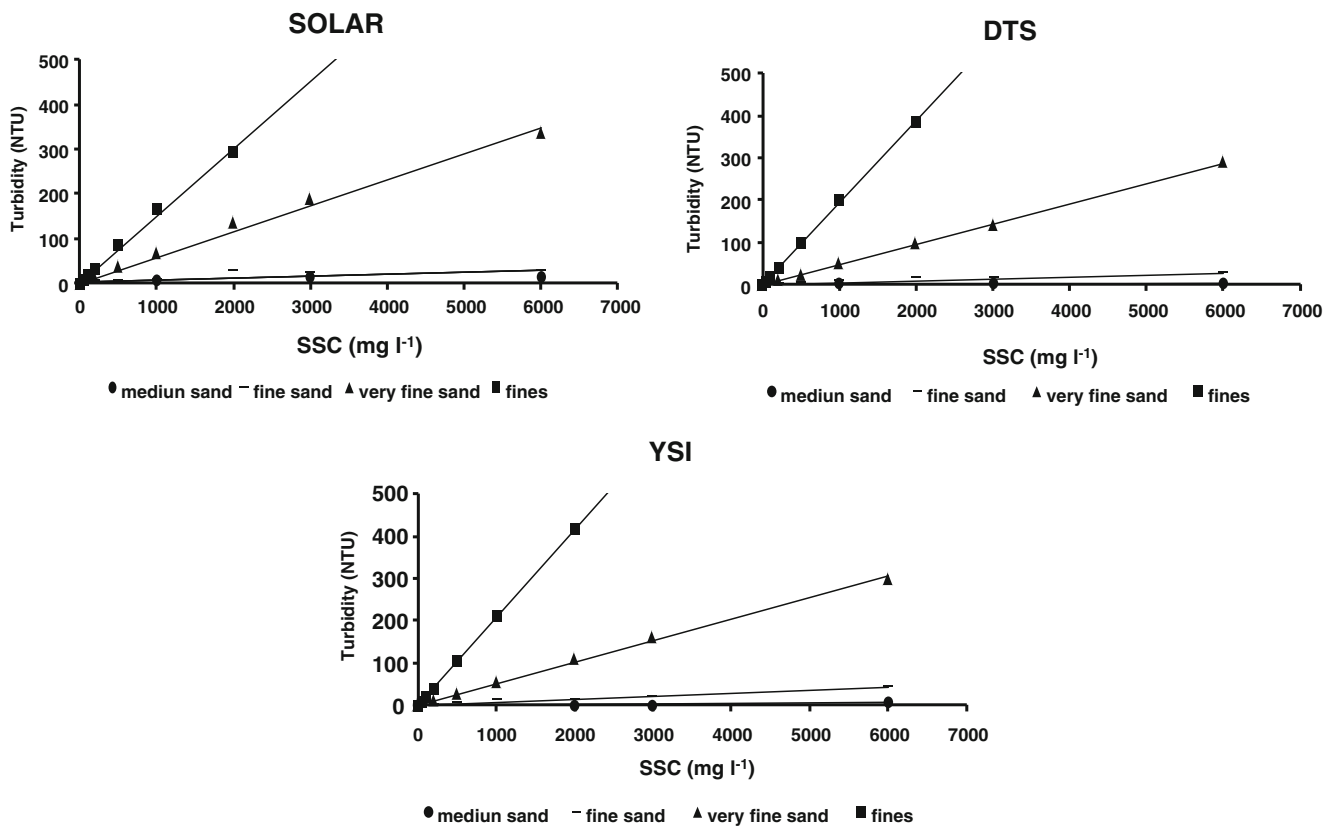 SOLAR
500
400
300
200
100
0
Turbidity (NTU)
0 1000 2000 3000 4000 5000 6000 7000
SSC (mg l-1)
mediun sand fine sand very fine sand fines
DTS
500
400
300
200
100
0
Turbidity (NTU)
0 1000 2000 3000 4000 5000 6000 7000
SSC (mg l-1)
mediun sand fine sand very fine sand fines
YSI
500
400
300
200
100
0
Turbidity (NTU)
0 1000 2000 3000 4000 5000 6000 7000
SSC (mg l-1)
mediun sand fine sand very fine sand fines